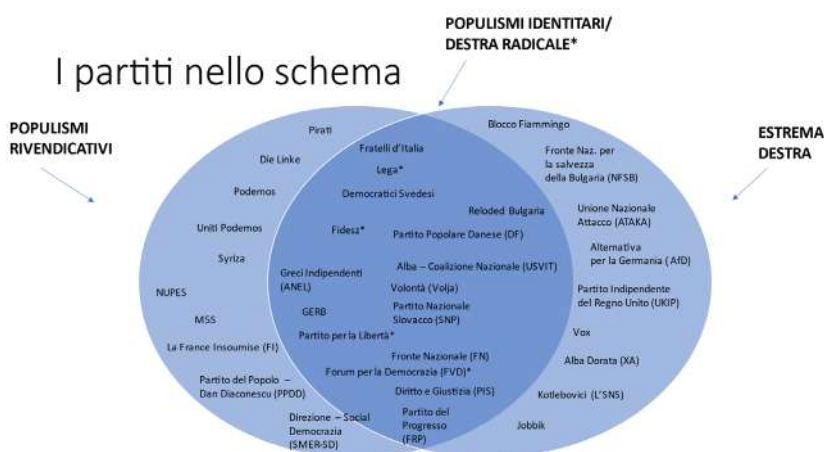 POPULISMI IDENTITARI/
DESTRA RADICALE*
I partiti nello schema
POPULISMI
RIVENDICATIVI
ESTREMA
DESTRA
Pirati
Die Linke
Podemos
Uniti Podemos
Syriza
NUPES
MSS
La France Insoumise (FI)
Partito del Popolo –
Dan Diaconescu (PPDD)
Direzione – Social
Democrazia
(SMER-SD)
Fratelli d'Italia
Lega*
Democratici Svedesi
Reloded Bulgaria
Fidesz*
Partito Popolare Danese (DF)
Alba – Coalizione Nazionale (USVIT)
Greci Indipendenti
(ANEL)
Volontà (Volja)
GERB
Partito Nazionale
Slovacco (SNP)
Partito per la Libertà*
Fronte Nazionale (FN)
Forum per la Democrazia (FVD)*
Diritto e Giustizia (PIS)
Partito del
Progresso
(FRP)
Blocco Fiammingo
Fronte Naz. per
la salvezza
della Bulgaria (NFSB)
Unione Nazionale
Attacco (ATAKA)
Alternativa
per la Germania ( AfD)
Partito Indipendente
del Regno Unito (UKIP)
Vox
Alba Dorata (XA)
Kotlebovici (L'SNS)
Jobbik